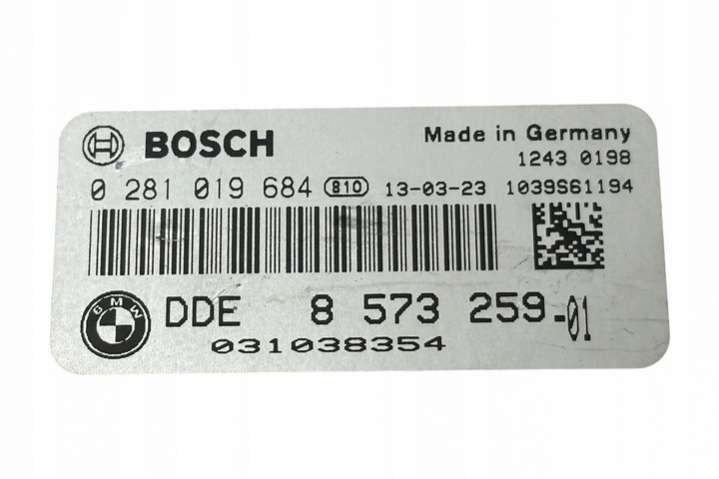 BOSCH Made in Germany
1243 0198
0 281 019 684 810 13-03-23 1039S61194
BMW DDE 8 573 259-01
031038354